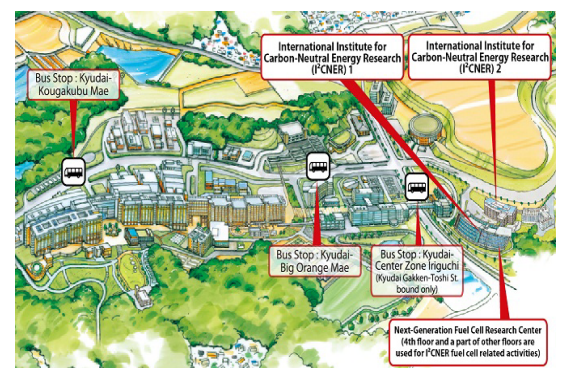 International Institute for
Carbon-Neutral Energy Research
(I²CNER) 1
International Institute for
Carbon-Neutral Energy Research
(I²CNER) 2
Bus Stop : Kyudai-
Kougakubu Mae
Bus Stop : Kyudai-
Big Orange Mae
Bus Stop : Kyudai-
Center Zone Iriguchi
(Kyudai Gakken-Toshi St.
bound only)
Next-Generation Fuel Cell Research Center
(4th floor and a part of other floors are
used for I²CNER fuel cell related activities)